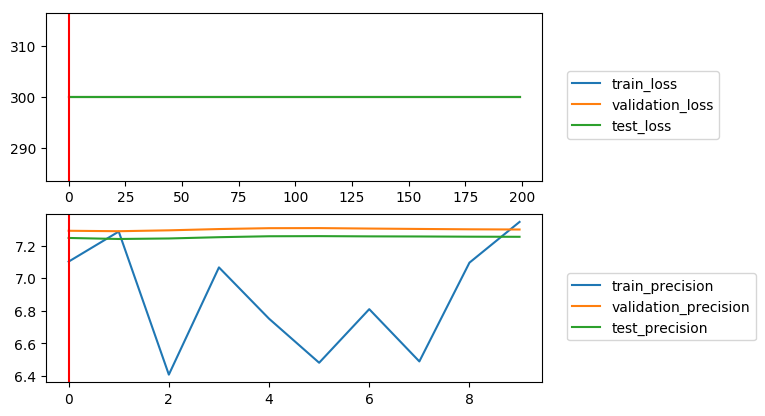 310
300
290
0 25 50 75 100 125 150 175 200
train_loss
validation_loss
test_loss
7.2
7.0
6.8
6.6
6.4
0 2 4 6 8
train_precision
validation_precision
test_precision